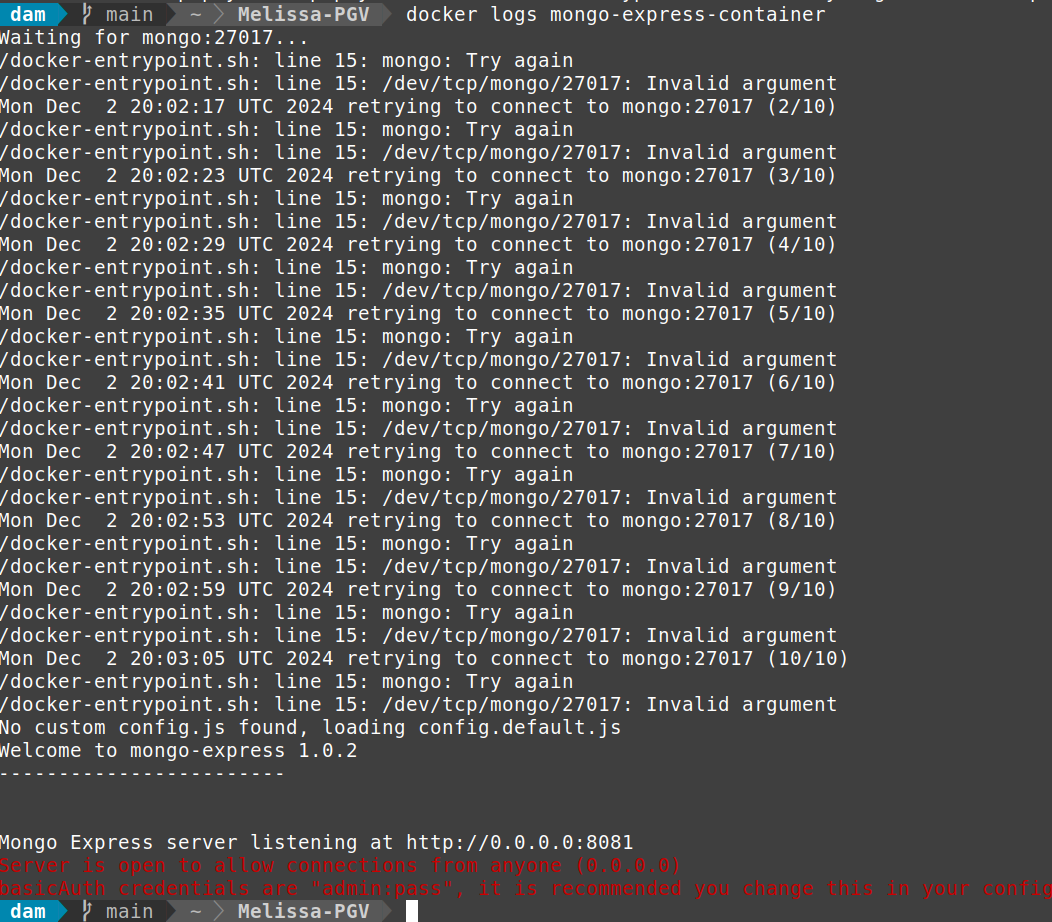 dam main ~ Melissa-PGV docker logs mongo-express-container
Waiting for mongo:27017...
/docker-entrypoint.sh: line 15: mongo: Try again
/docker-entrypoint.sh: line 15: /dev/tcp/mongo/27017: Invalid argument
Mon Dec  2 20:02:17 UTC 2024 retrying to connect to mongo:27017 (2/10)
/docker-entrypoint.sh: line 15: mongo: Try again
/docker-entrypoint.sh: line 15: /dev/tcp/mongo/27017: Invalid argument
Mon Dec  2 20:02:23 UTC 2024 retrying to connect to mongo:27017 (3/10)
/docker-entrypoint.sh: line 15: mongo: Try again
/docker-entrypoint.sh: line 15: /dev/tcp/mongo/27017: Invalid argument
Mon Dec  2 20:02:29 UTC 2024 retrying to connect to mongo:27017 (4/10)
/docker-entrypoint.sh: line 15: mongo: Try again
/docker-entrypoint.sh: line 15: /dev/tcp/mongo/27017: Invalid argument
Mon Dec  2 20:02:35 UTC 2024 retrying to connect to mongo:27017 (5/10)
/docker-entrypoint.sh: line 15: mongo: Try again
/docker-entrypoint.sh: line 15: /dev/tcp/mongo/27017: Invalid argument
Mon Dec  2 20:02:41 UTC 2024 retrying to connect to mongo:27017 (6/10)
/docker-entrypoint.sh: line 15: mongo: Try again
/docker-entrypoint.sh: line 15: /dev/tcp/mongo/27017: Invalid argument
Mon Dec  2 20:02:47 UTC 2024 retrying to connect to mongo:27017 (7/10)
/docker-entrypoint.sh: line 15: mongo: Try again
/docker-entrypoint.sh: line 15: /dev/tcp/mongo/27017: Invalid argument
Mon Dec  2 20:02:53 UTC 2024 retrying to connect to mongo:27017 (8/10)
/docker-entrypoint.sh: line 15: mongo: Try again
/docker-entrypoint.sh: line 15: /dev/tcp/mongo/27017: Invalid argument
Mon Dec  2 20:02:59 UTC 2024 retrying to connect to mongo:27017 (9/10)
/docker-entrypoint.sh: line 15: mongo: Try again
/docker-entrypoint.sh: line 15: /dev/tcp/mongo/27017: Invalid argument
Mon Dec  2 20:03:05 UTC 2024 retrying to connect to mongo:27017 (10/10)
/docker-entrypoint.sh: line 15: mongo: Try again
/docker-entrypoint.sh: line 15: /dev/tcp/mongo/27017: Invalid argument
No custom config.js found, loading config.default.js
Welcome to mongo-express 1.0.2
------------------------
Mongo Express server listening at http://0.0.0.0:8081
Server is open to allow connections from anyone (0.0.0.0)
basicAuth credentials are "admin:pass", it is recommended you change this in your config
dam main ~ Melissa-PGV